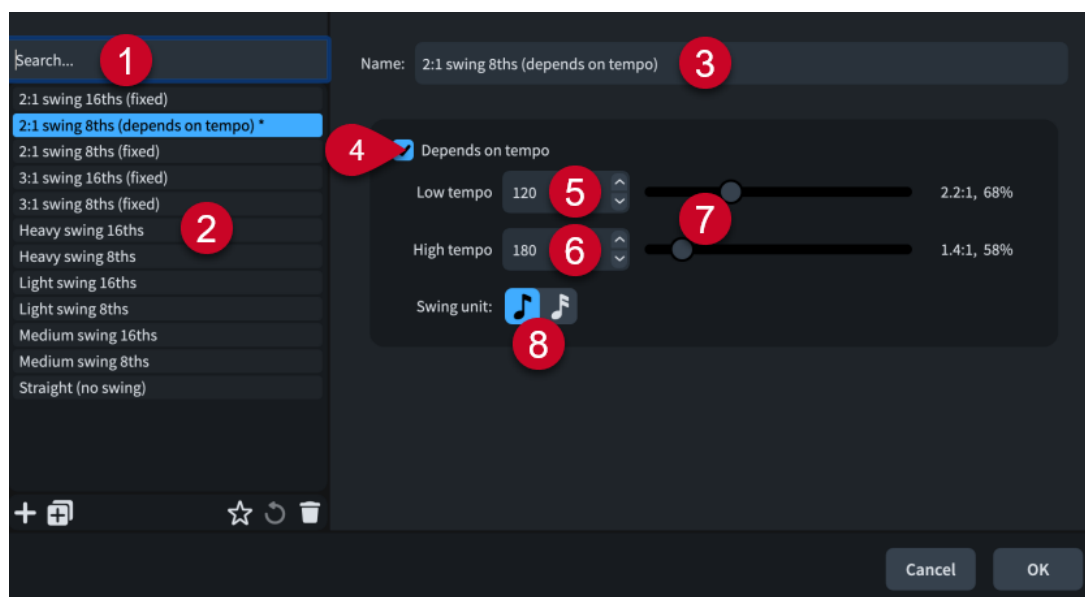 Search...
1
2:1 swing 16ths (fixed)
2:1 swing 8ths (depends on tempo) *
2:1 swing 8ths (fixed)
3:1 swing 16ths (fixed)
3:1 swing 8ths (fixed)
Heavy swing 16ths
2
Heavy swing 8ths
Light swing 16ths
Light swing 8ths
Medium swing 16ths
Medium swing 8ths
Straight (no swing)
Name: 2:1 swing 8ths (depends on tempo)
3
4
Depends on tempo
Low tempo 120 5 2.2:1, 68%
7
High tempo 180 6 1.4:1, 58%
Swing unit:
8
Cancel OK